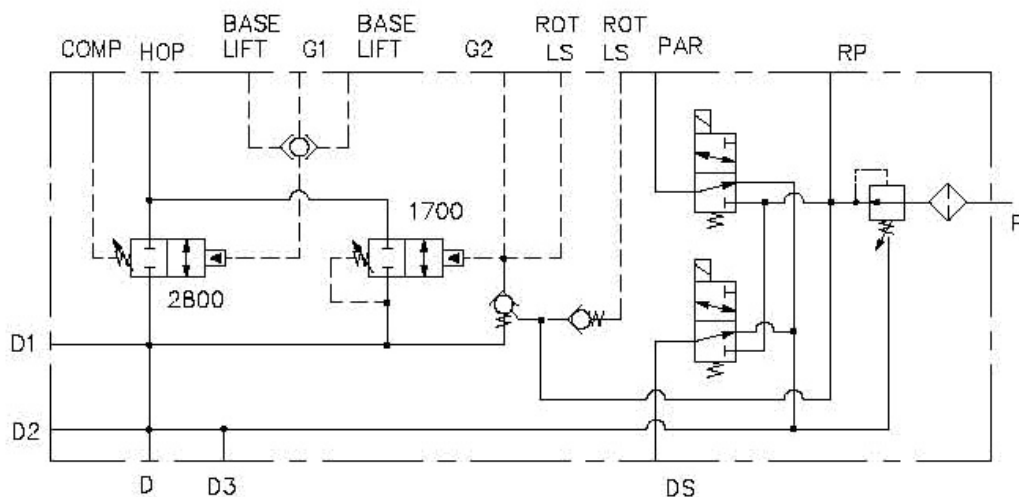 COMP
HOP
BASE
LIFT
G1
BASE
LIFT
G2
ROT
LS
ROT
LS
PAR
RP
1700
2800
P
D1
D2
D
D3
DS